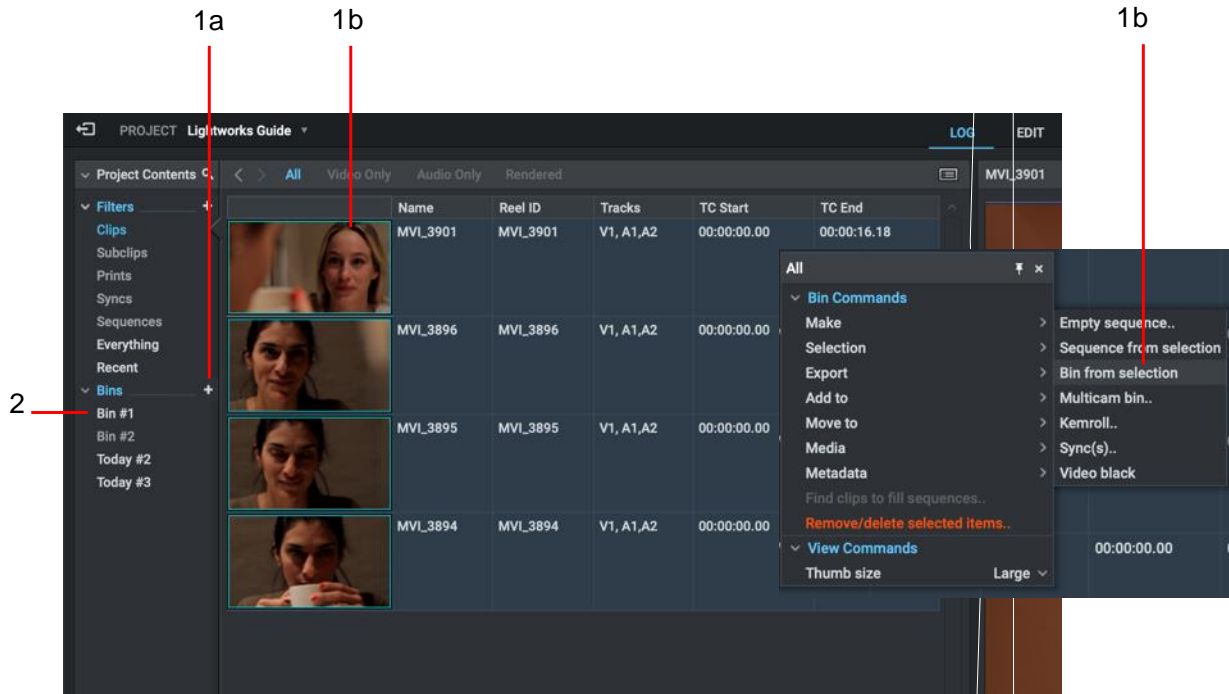 1a 1b 1b
PROJECT Lightworks Guide LOG EDIT
Project Contents All Video Only Audio Only Rendered MVI_3901
Filters +
Name Reel ID Tracks TC Start TC End
Clips
MVI_3901 MVI_3901 V1, A1,A2 00:00:00.00 00:00:16.18
Subclips
Prints
Syncs
Sequences
Everything
Recent
Bins +
2
Bin #1
Bin #2
Today #2
Today #3
MVI_3896 MVI_3896 V1, A1,A2 00:00:00.00
MVI_3895 MVI_3895 V1, A1,A2 00:00:00.00
MVI_3894 MVI_3894 V1, A1,A2 00:00:00.00
All
Bin Commands
Make
Selection
Export
Add to
Move to
Media
Metadata
Find clips to fill sequences..
Remove/delete selected items..
View Commands
Thumb size Large
Empty sequence..
Sequence from selection
Bin from selection
Multicam bin..
Kemroll..
Sync(s)..
Video black
00:00:00.00